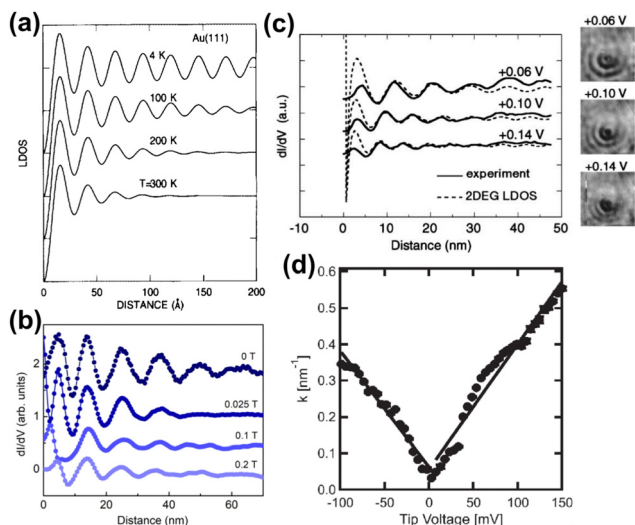 (a)
Au(111)
4 K
100 K
200 K
T=300 K
LDOS
0
50
100
150
200
DISTANCE (Å)
(b)
2
1
0
dI/dV (arb. units)
0 T
0.025 T
0.1 T
0.2 T
0
20
40
60
Distance (nm)
(c)
dI/dV (a.u.)
+0.06 V
+0.10 V
+0.14 V
experiment
2DEG LDOS
-10
0
10
20
30
40
50
Distance (nm)
+0.06 V
+0.10 V
+0.14 V
(d)
0.6
0.5
0.4
0.3
0.2
0.1
0.0
k [nm⁻¹]
-100
-50
0
50
100
150
Tip Voltage [mV]